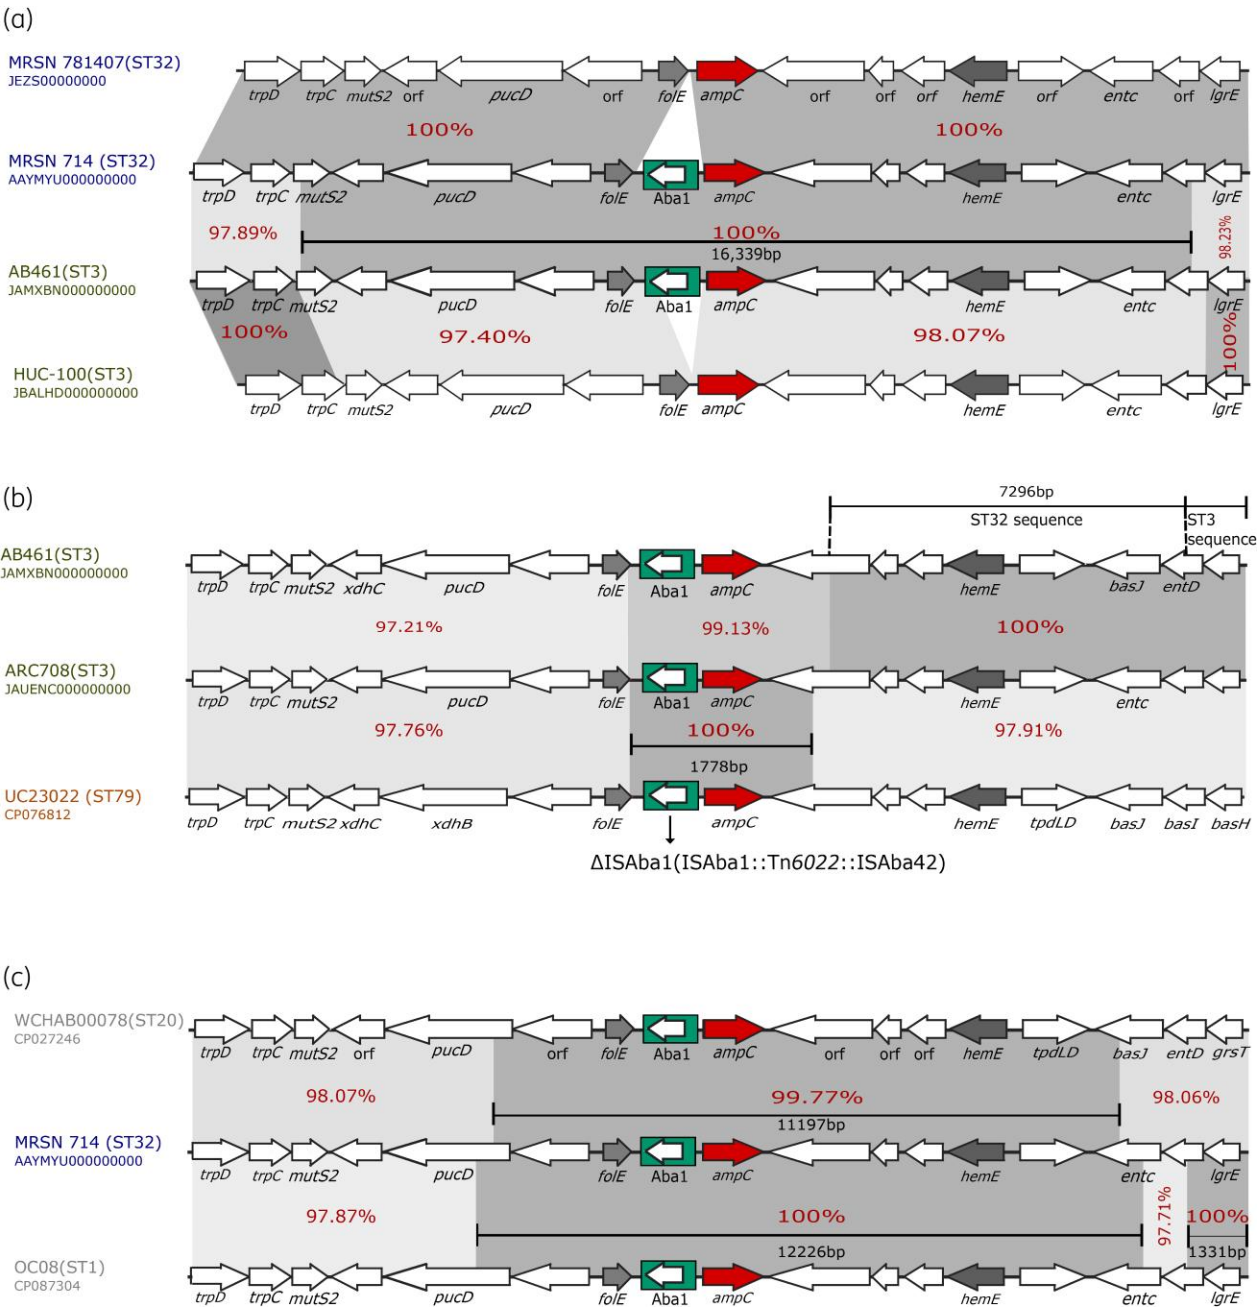 (a)
MRSN 781407(ST32)
JEZS00000000
trpD trpC mutS2 orf pucD orf folE ampC orf orf orf hemE orf entc orf lgrE
100% 100%
MRSN 714 (ST32)
AAYMYU000000000
trpD trpC mutS2 pucD folE Aba1 ampC hemE entc lgrE
97.89% 100% 98.23%
16,339bp
AB461(ST3)
JAMXBN000000000
trpD trpC mutS2 pucD folE Aba1 ampC hemE entc lgrE
100% 97.40% 98.07% 100%
HUC-100(ST3)
JBALHD000000000
trpD trpC mutS2 pucD folE ampC hemE entc lgrE
(b)
7296bp
ST32 sequence ST3 sequence
AB461(ST3)
JAMXBN000000000
trpD trpC mutS2 xdhC pucD folE Aba1 ampC hemE basJ entD
97.21% 99.13% 100%
ARC708(ST3)
JAUENC000000000
trpD trpC mutS2 pucD folE Aba1 ampC hemE entc
97.76% 100% 97.91%
1778bp
UC23022 (ST79)
CP076812
trpD trpC mutS2 xdhC xdhB folE ampC hemE tpdLD basJ basI basH
ΔISAba1(ISAba1::Tn6022::ISAba42)
(c)
WCHAB00078(ST20)
CP027246
trpD trpC mutS2 orf pucD orf folE Aba1 ampC orf orf orf hemE tpdLD basJ entD grsT
98.07% 99.77% 98.06%
11197bp
MRSN 714 (ST32)
AAYMYU000000000
trpD trpC mutS2 pucD folE Aba1 ampC hemE entc lgrE
97.87% 100% 97.71% 100%
12226bp 1331bp
OC08(ST1)
CP087304
trpD trpC mutS2 pucD folE Aba1 ampC hemE entc lgrE